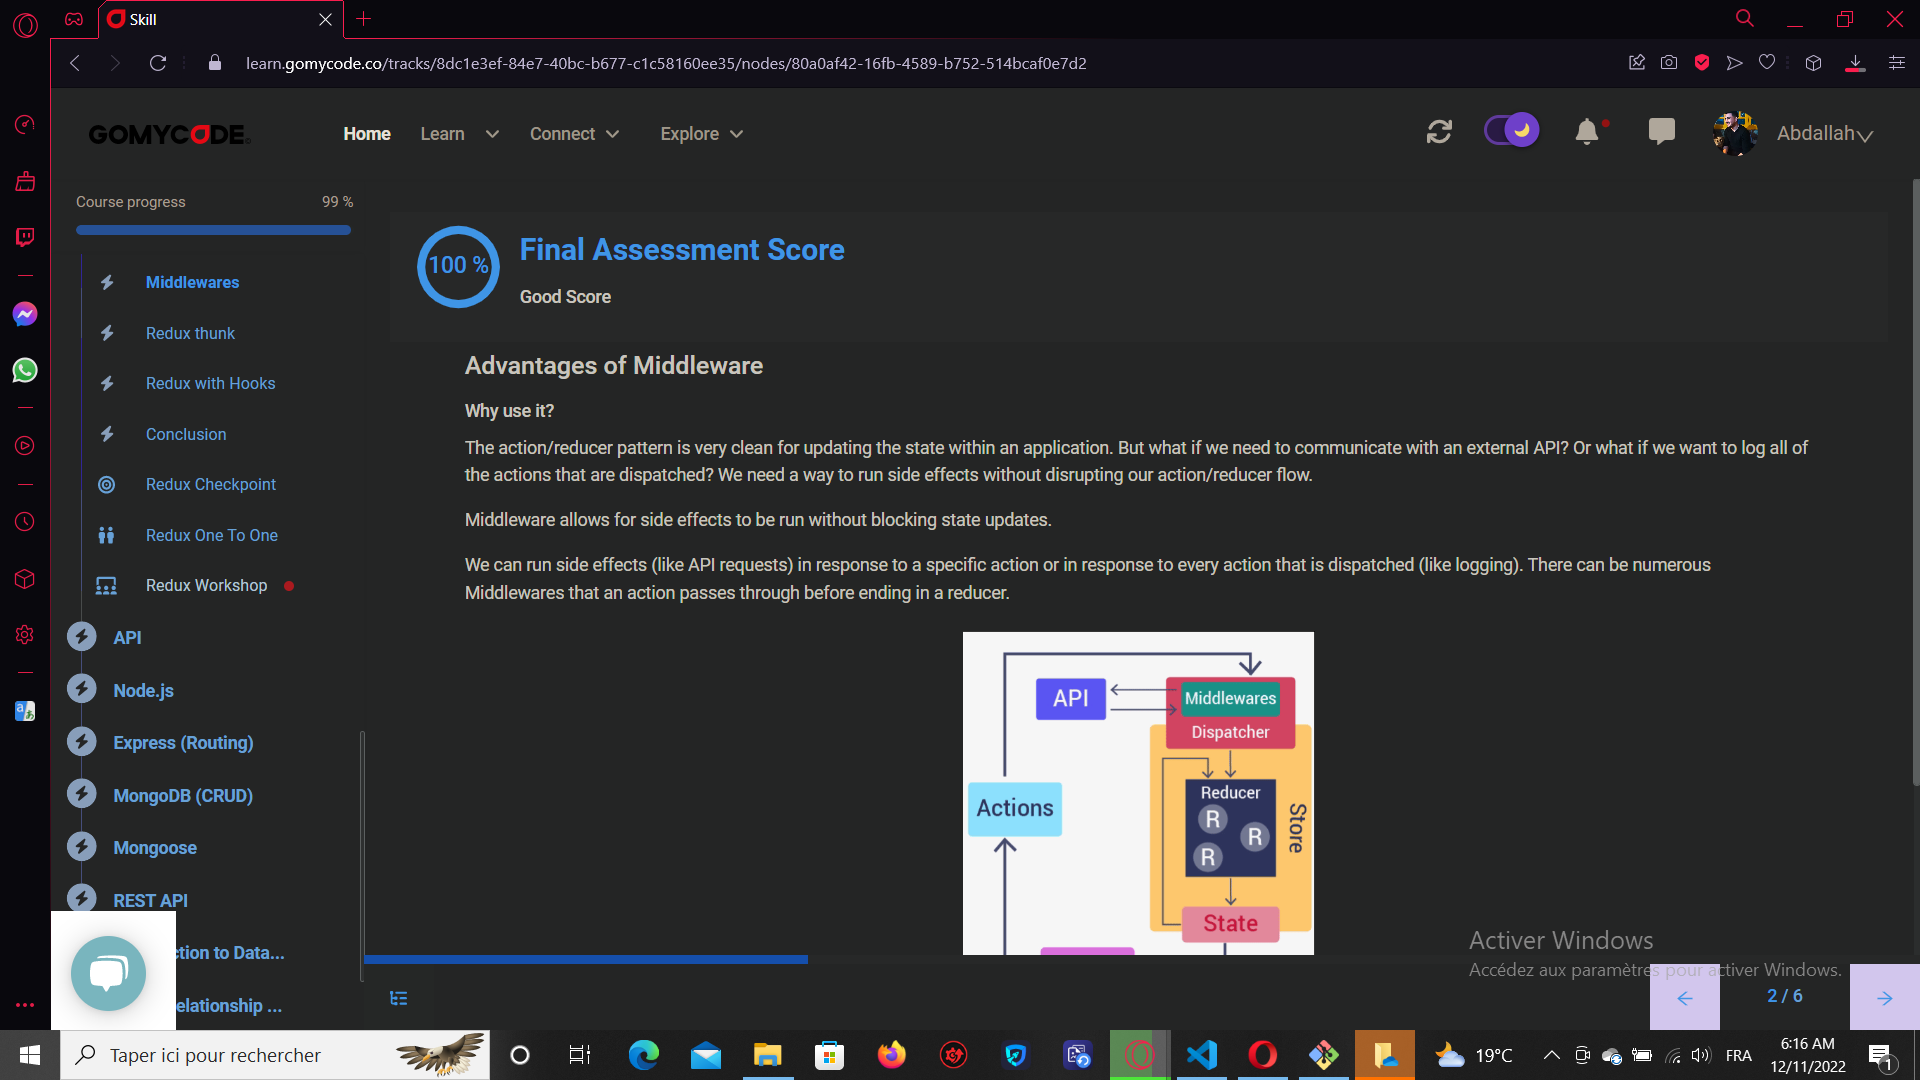 Skill
learn.gomycode.co/tracks/8dc1e3ef-84e7-40bc-b677-c1c58160ee35/nodes/80a0af42-16fb-4589-b752-514bcaf0e7d2
GOMYCODE
Home Learn Connect Explore
Abdallah
Course progress 99 %
Middlewares
Redux thunk
Redux with Hooks
Conclusion
Redux Checkpoint
Redux One To One
Redux Workshop
API
Node.js
Express (Routing)
MongoDB (CRUD)
Mongoose
REST API
ction to Data...
elationship ...
100 %
Final Assessment Score
Good Score
Advantages of Middleware
Why use it?
The action/reducer pattern is very clean for updating the state within an application. But what if we need to communicate with an external API? Or what if we want to log all of
the actions that are dispatched? We need a way to run side effects without disrupting our action/reducer flow.
Middleware allows for side effects to be run without blocking state updates.
We can run side effects (like API requests) in response to a specific action or in response to every action that is dispatched (like logging). There can be numerous
Middlewares that an action passes through before ending in a reducer.
API
Middlewares
Dispatcher
Actions
Reducer
R
R
R
Store
State
Activer Windows
Accédez aux paramètres pour activer Windows.
2 / 6
Taper ici pour rechercher
19°C
FRA
6:16 AM
12/11/2022
1